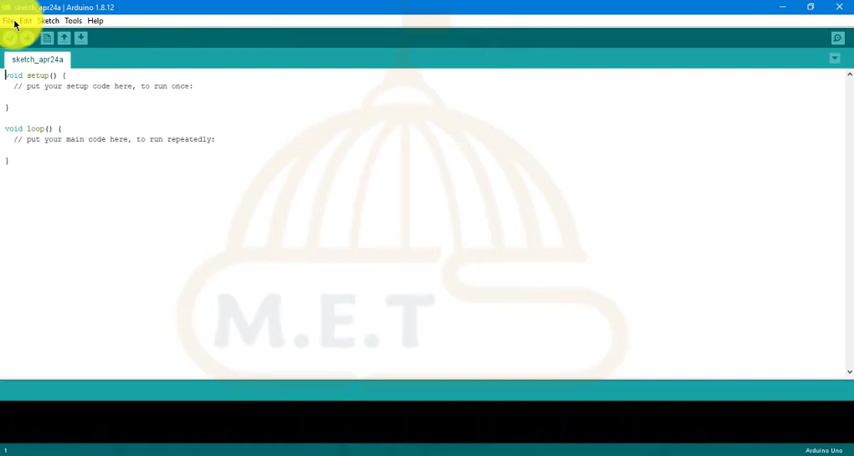 sketch_apr24a | Arduino 1.8.12
File Edit Sketch Tools Help
sketch_apr24a
void setup() {
// put your setup code here, to run once:
}
void loop() {
// put your main code here, to run repeatedly:
}
M.E.T
1
Arduino Uno